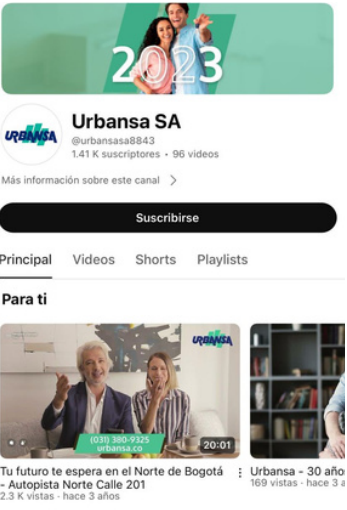 2023
URBANSA
Urbansa SA
@urbansasa8843
1.41 K suscriptores • 96 videos
Más información sobre este canal >
Suscribirse
Principal Videos Shorts Playlists
Para ti
URBANSA
(031) 380-9325
urbansa.co
20:01
Tu futuro te espera en el Norte de Bogotá
- Autopista Norte Calle 201
2.3 K vistas · hace 3 años
Urbansa - 30 años
169 vistas · hace 3 a